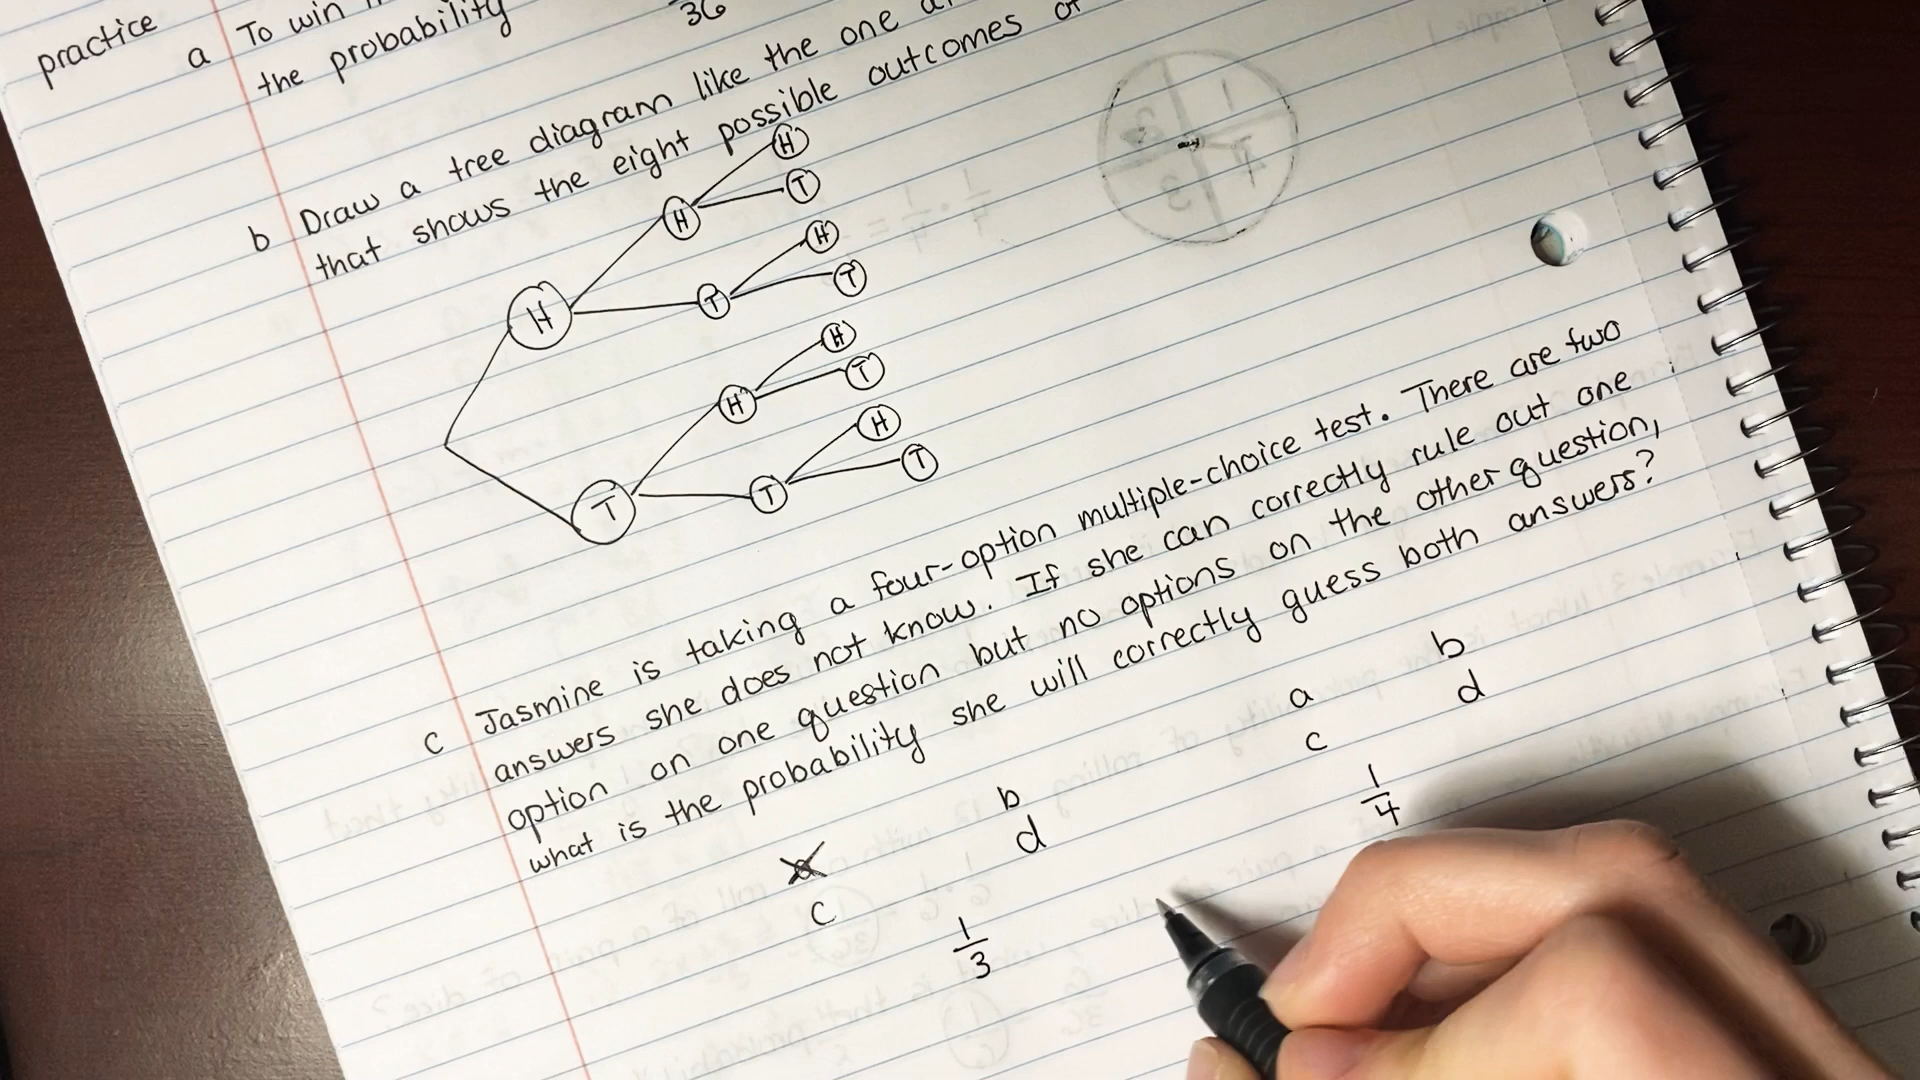 practice
a To win
the probability
36
b Draw a tree diagram like the one
that shows the eight possible outcomes of
H
T
H
H
T
H
T
H
T
H
T
H
T
T
c Jasmine is taking a four-option multiple-choice test. There are two
answers she does not know. If she can correctly rule out one
option on one question but no options on the other question,
what is the probability she will correctly guess both answers?
a b
c d
b
c d
1/3
1/4